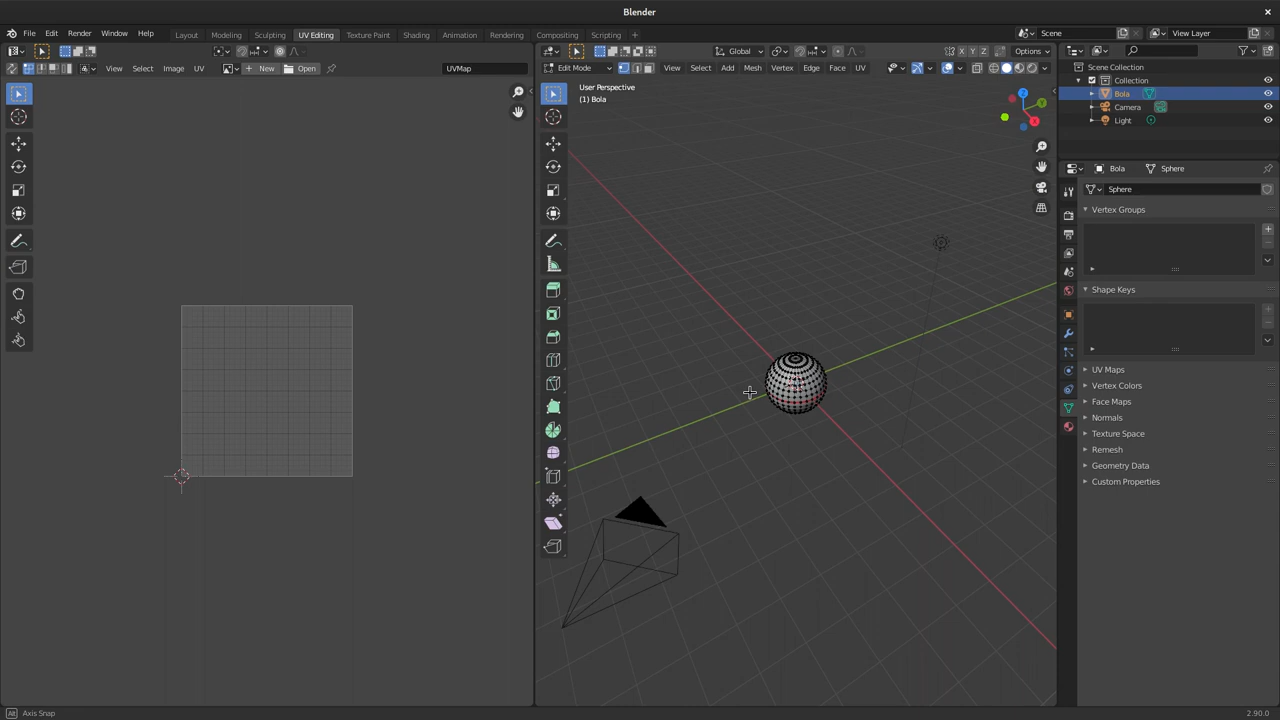 Blender
File Edit Render Window Help
Layout Modeling Sculpting UV Editing Texture Paint Shading Animation Rendering Compositing Scripting +
Scene
View Layer
Global
Options
View Select Image UV
New
Open
UVMap
Edit Mode
View Select Add Mesh Vertex Edge Face UV
X Y Z
User Perspective
(1) Bola
Z
Y
X
Scene Collection
Collection
Bola
Camera
Light
Bola
Sphere
Sphere
Vertex Groups
Shape Keys
UV Maps
Vertex Colors
Face Maps
Normals
Texture Space
Remesh
Geometry Data
Custom Properties
Alt Axis Snap
2.90.0